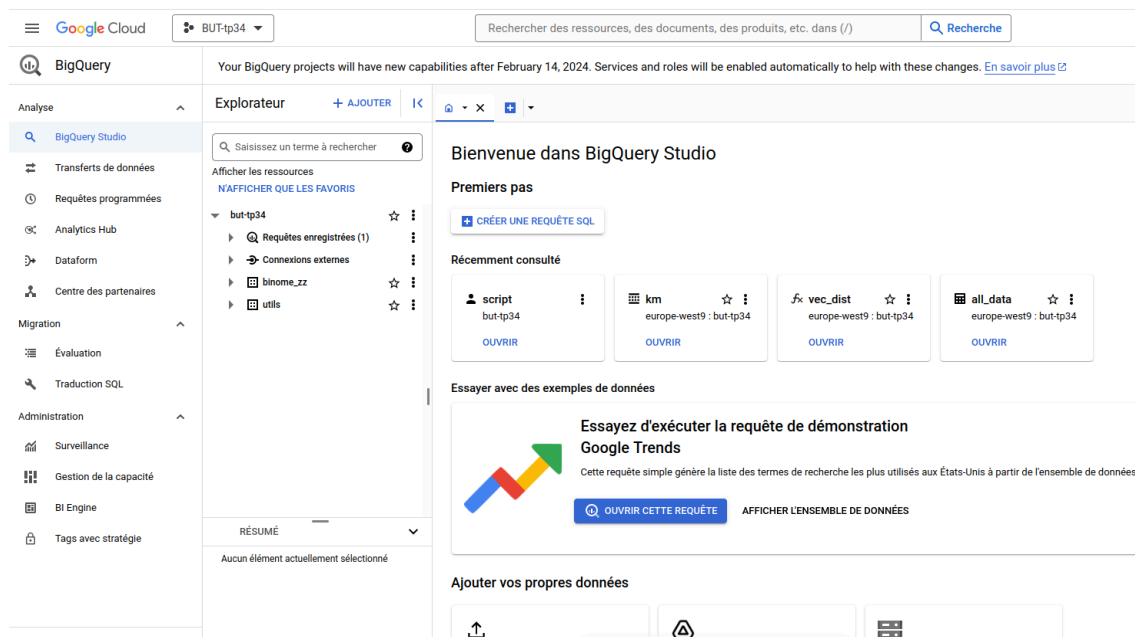 Google Cloud
BUT-tp34
Rechercher des ressources, des documents, des produits, etc. dans (/)
Recherche
BigQuery
Your BigQuery projects will have new capabilities after February 14, 2024. Services and roles will be enabled automatically to help with these changes. En savoir plus
Analyse
BigQuery Studio
Transferts de données
Requêtes programmées
Analytics Hub
Dataform
Centre des partenaires
Migration
Évaluation
Traduction SQL
Administration
Surveillance
Gestion de la capacité
BI Engine
Tags avec stratégie
Explorateur
+ AJOUTER
Saisissez un terme à rechercher
Afficher les ressources
N'AFFICHER QUE LES FAVORIS
but-tp34
Requêtes enregistrées (1)
Connexions externes
binome_zz
utils
RÉSUMÉ
Aucun élément actuellement sélectionné
Bienvenue dans BigQuery Studio
Premiers pas
CRÉER UNE REQUÊTE SQL
Récemment consulté
script
but-tp34
OUVRIR
km
europe-west9 : but-tp34
OUVRIR
vec_dist
europe-west9 : but-tp34
OUVRIR
all_data
europe-west9 : but-tp34
OUVRIR
Essayer avec des exemples de données
Essayez d'exécuter la requête de démonstration
Google Trends
Cette requête simple génère la liste des termes de recherche les plus utilisés aux États-Unis à partir de l'ensemble de données
OUVRIR CETTE REQUÊTE
AFFICHER L'ENSEMBLE DE DONNÉES
Ajouter vos propres données